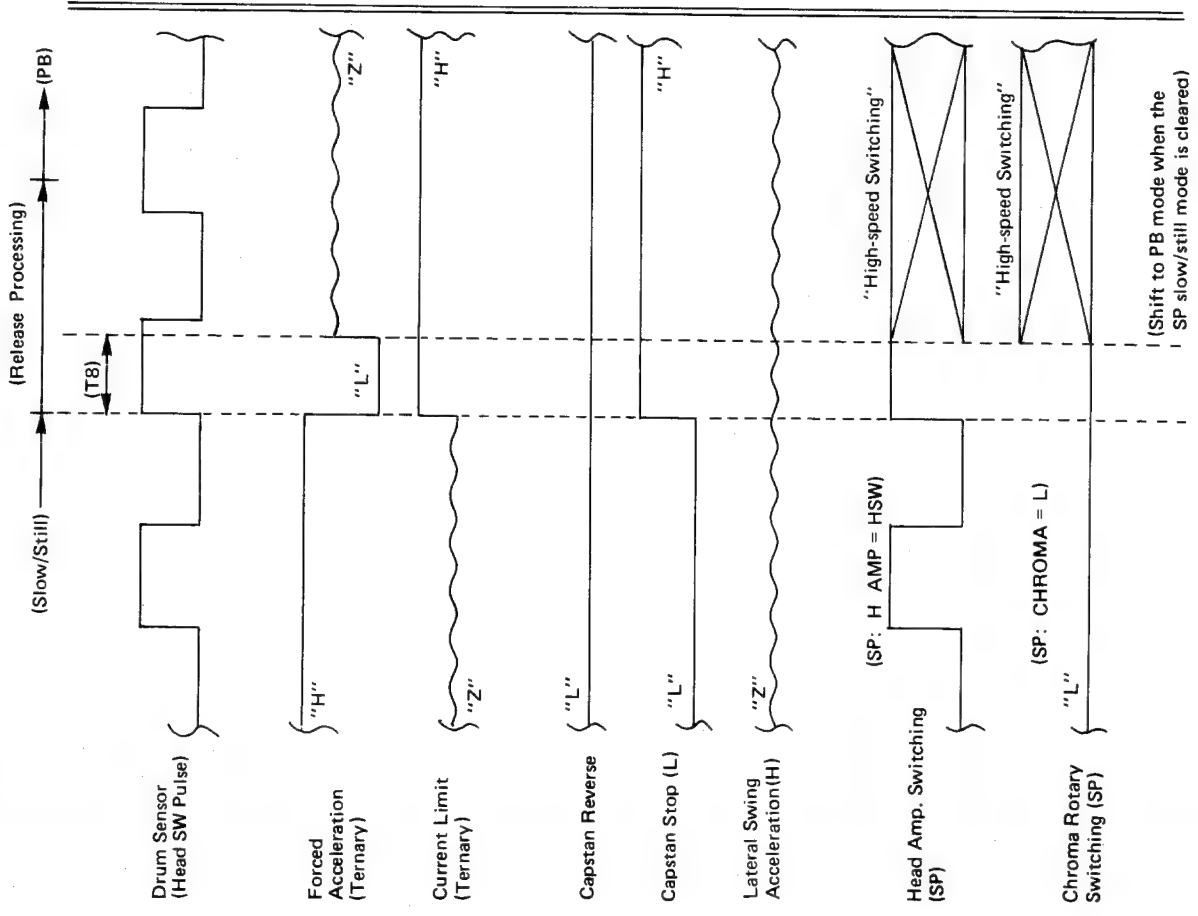 (Slow/Still)
(Release Processing)
(PB)
(T8)
Drum Sensor
(Head SW Pulse)
Forced
Acceleration
(Ternary)
"H"
"L"
"Z"
Current Limit
(Ternary)
"Z"
"H"
Capstan Reverse
"L"
Capstan Stop (L)
"L"
"H"
Lateral Swing
Acceleration(H)
"Z"
Head Amp. Switching
(SP)
(SP: H AMP = HSW)
"High-speed Switching"
Chroma Rotary
Switching (SP)
"L"
(SP: CHROMA = L)
"High-speed Switching"
(Shift to PB mode when the
SP slow/still mode is cleared)